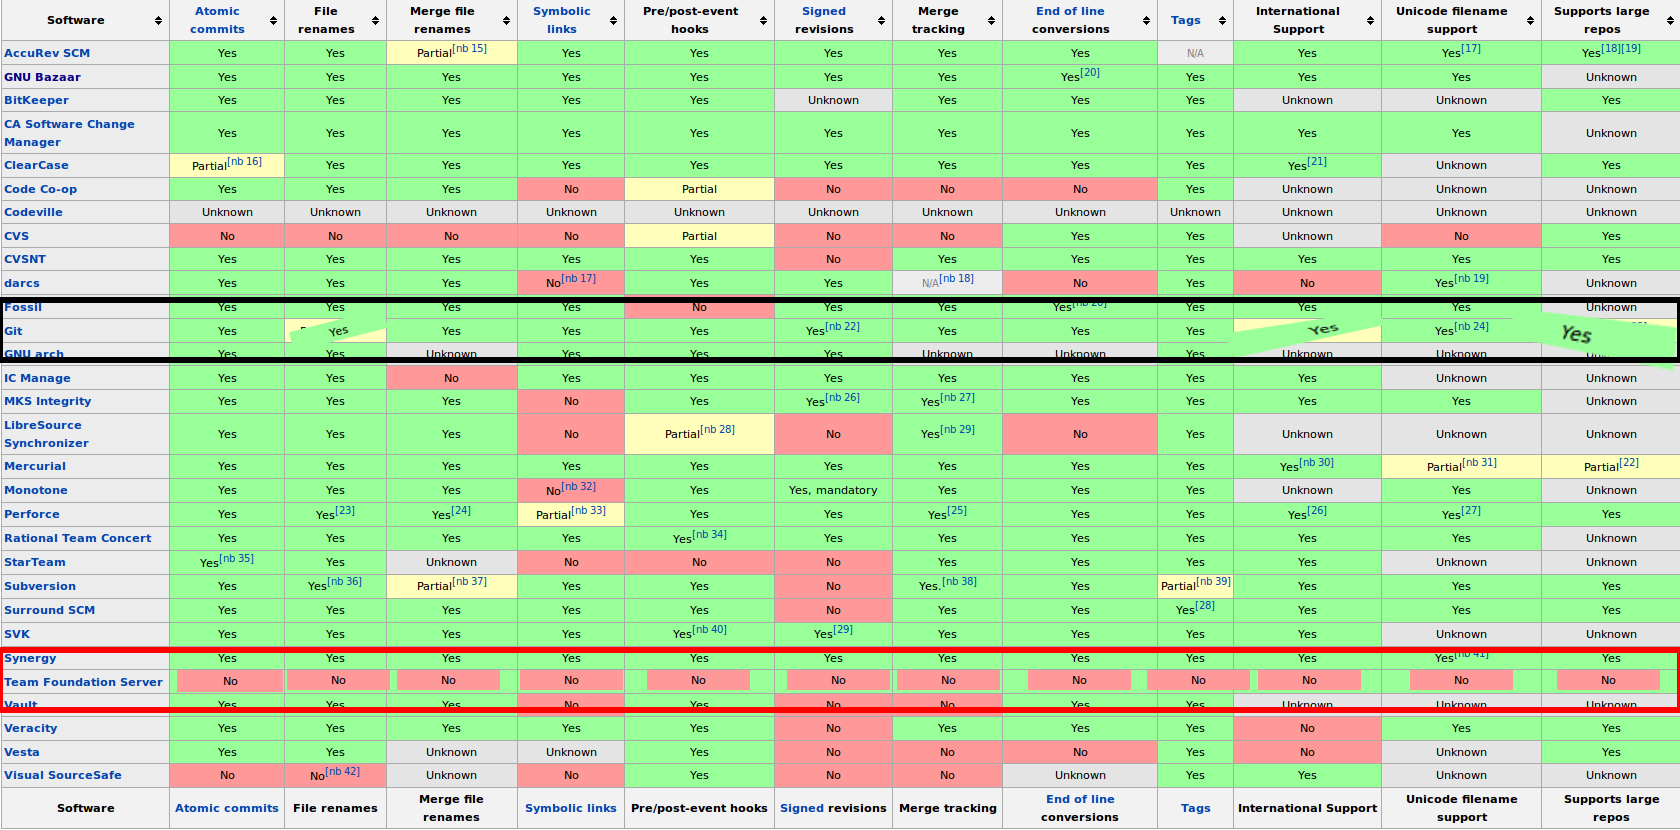 Software Atomic commits File renames Merge file renames Symbolic links Pre/post-event hooks Signed revisions Merge tracking End of line conversions Tags International Support Unicode filename support Supports large repos
AccuRev SCM Yes Yes Partial[nb 15] Yes Yes Yes Yes Yes N/A Yes Yes[17] Yes[18][19]
GNU Bazaar Yes Yes Yes Yes Yes Yes Yes Yes[20] Yes Yes Yes Unknown
BitKeeper Yes Yes Yes Yes Yes Unknown Yes Yes Yes Unknown Unknown Yes
CA Software Change Manager Yes Yes Yes Yes Yes Yes Yes Yes Yes Yes Yes Unknown
ClearCase Partial[nb 16] Yes Yes Yes Yes Yes Yes Yes Yes Yes[21] Unknown Yes
Code Co-op Yes Yes Yes No Partial No No No Yes Unknown Unknown Unknown
Codeville Unknown Unknown Unknown Unknown Unknown Unknown Unknown Unknown Unknown Unknown Unknown Unknown
CVS No No No No Partial No No Yes Yes Unknown No Yes
CVSNT Yes Yes Yes Yes Yes No Yes Yes Yes Yes Yes Yes
darcs Yes Yes Yes No[nb 17] Yes Yes N/A[nb 18] No Yes No Yes[nb 19] Unknown
Fossil Yes Yes Yes Yes No Yes Yes Yes[nb 20] Yes Yes Yes Unknown
Git Yes Yes Yes Yes Yes Yes[nb 22] Yes Yes Yes Yes Yes[nb 24] Yes
GNU arch Yes Yes Unknown Yes Yes Yes Unknown Unknown Yes Unknown Unknown
IC Manage Yes Yes No Yes Yes Yes Yes Yes Yes Yes Unknown Unknown
MKS Integrity Yes Yes Yes No Yes Yes[nb 26] Yes[nb 27] Yes Yes Yes Yes Unknown
LibreSource Synchronizer Yes Yes Yes No Partial[nb 28] No Yes[nb 29] No Yes Unknown Unknown Unknown
Mercurial Yes Yes Yes Yes Yes Yes Yes Yes Yes Yes[nb 30] Partial[nb 31] Partial[22]
Monotone Yes Yes Yes No[nb 32] Yes Yes, mandatory Yes Yes Yes Unknown Yes Unknown
Perforce Yes Yes[23] Yes[24] Partial[nb 33] Yes Yes Yes[25] Yes Yes Yes[26] Yes[27] Yes
Rational Team Concert Yes Yes Yes Yes Yes[nb 34] Yes Yes Yes Yes Yes Yes Unknown
StarTeam Yes[nb 35] Yes Unknown No No No Yes Yes Yes Yes Unknown Unknown
Subversion Yes Yes[nb 36] Partial[nb 37] Yes Yes No Yes.[nb 38] Yes Partial[nb 39] Yes Yes Yes
Surround SCM Yes Yes Yes Yes Yes No Yes Yes Yes[28] Yes Yes Yes
SVK Yes Yes Yes Yes Yes[nb 40] Yes[29] Yes Yes Yes Yes Unknown Unknown
Synergy Yes Yes Yes Yes Yes Yes Yes Yes Yes Yes Yes[nb 41] Yes
Team Foundation Server No No No No No No No No No No No No
Vault Yes Yes Yes No Yes No No Yes Yes Unknown Unknown Unknown
Veracity Yes Yes Yes Yes Yes No Yes Yes Yes No Yes Yes
Vesta Yes Yes Unknown Unknown Yes No No No Yes No Unknown Yes
Visual SourceSafe No No[nb 42] Unknown No Yes No No Unknown Yes Yes Unknown Unknown
Software Atomic commits File renames Merge file renames Symbolic links Pre/post-event hooks Signed revisions Merge tracking End of line conversions Tags International Support Unicode filename support Supports large repos